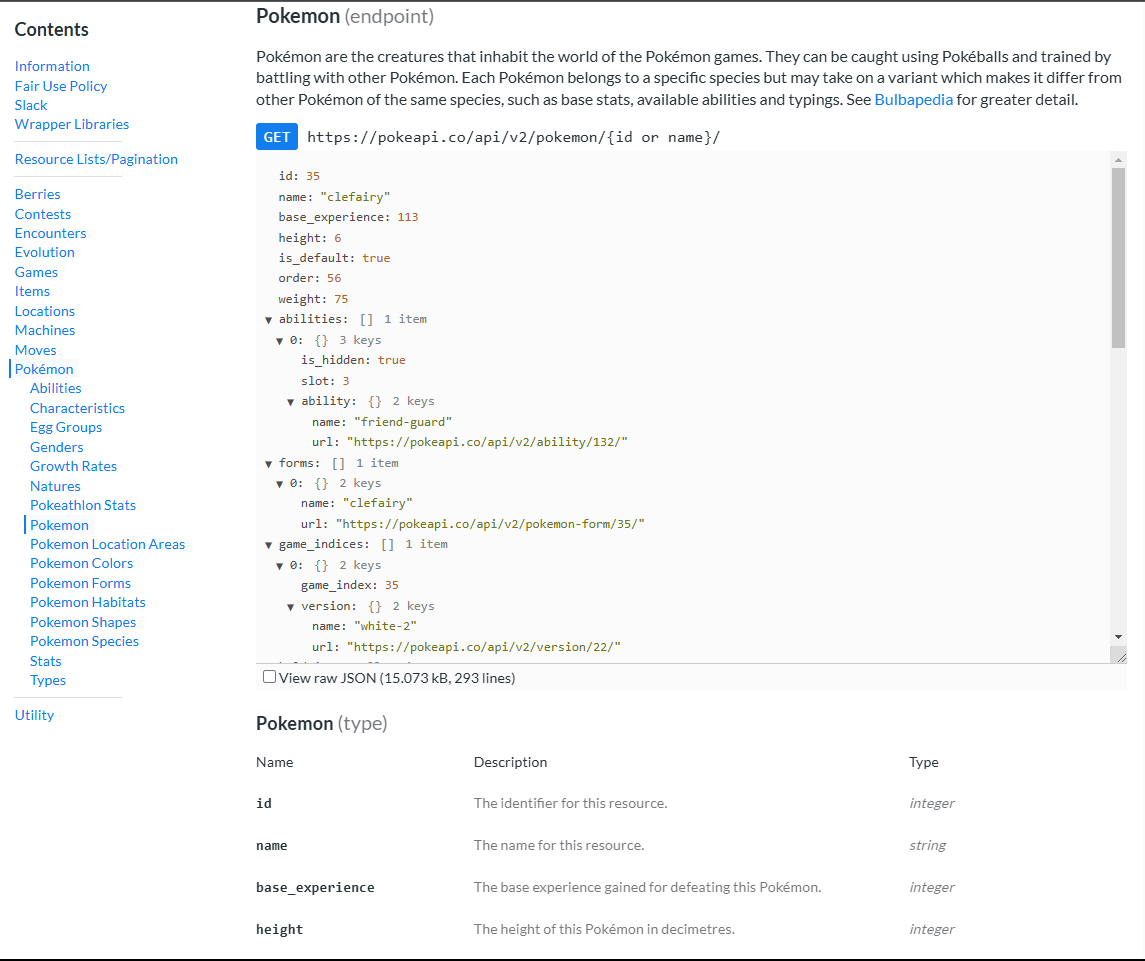 Contents
Information
Fair Use Policy
Slack
Wrapper Libraries
Resource Lists/Pagination
Berries
Contests
Encounters
Evolution
Games
Items
Locations
Machines
Moves
Pokémon
Abilities
Characteristics
Egg Groups
Genders
Growth Rates
Natures
Pokeathlon Stats
Pokemon
Pokemon Location Areas
Pokemon Colors
Pokemon Forms
Pokemon Habitats
Pokemon Shapes
Pokemon Species
Stats
Types
Utility
Pokemon (endpoint)
Pokémon are the creatures that inhabit the world of the Pokémon games. They can be caught using Pokéballs and trained by
battling with other Pokémon. Each Pokémon belongs to a specific species but may take on a variant which makes it differ from
other Pokémon of the same species, such as base stats, available abilities and typings. See Bulbapedia for greater detail.
GET https://pokeapi.co/api/v2/pokemon/{id or name}/
id: 35
name: "clefairy"
base_experience: 113
height: 6
is_default: true
order: 56
weight: 75
▼ abilities: [] 1 item
▼ 0: {} 3 keys
is_hidden: true
slot: 3
▼ ability: {} 2 keys
name: "friend-guard"
url: "https://pokeapi.co/api/v2/ability/132/"
▼ forms: [] 1 item
▼ 0: {} 2 keys
name: "clefairy"
url: "https://pokeapi.co/api/v2/pokemon-form/35/"
▼ game_indices: [] 1 item
▼ 0: {} 2 keys
game_index: 35
▼ version: {} 2 keys
name: "white-2"
url: "https://pokeapi.co/api/v2/version/22/"
View raw JSON (15.073 kB, 293 lines)
Pokemon (type)
Name Description Type
id The identifier for this resource. integer
name The name for this resource. string
base_experience The base experience gained for defeating this Pokémon. integer
height The height of this Pokémon in decimetres. integer